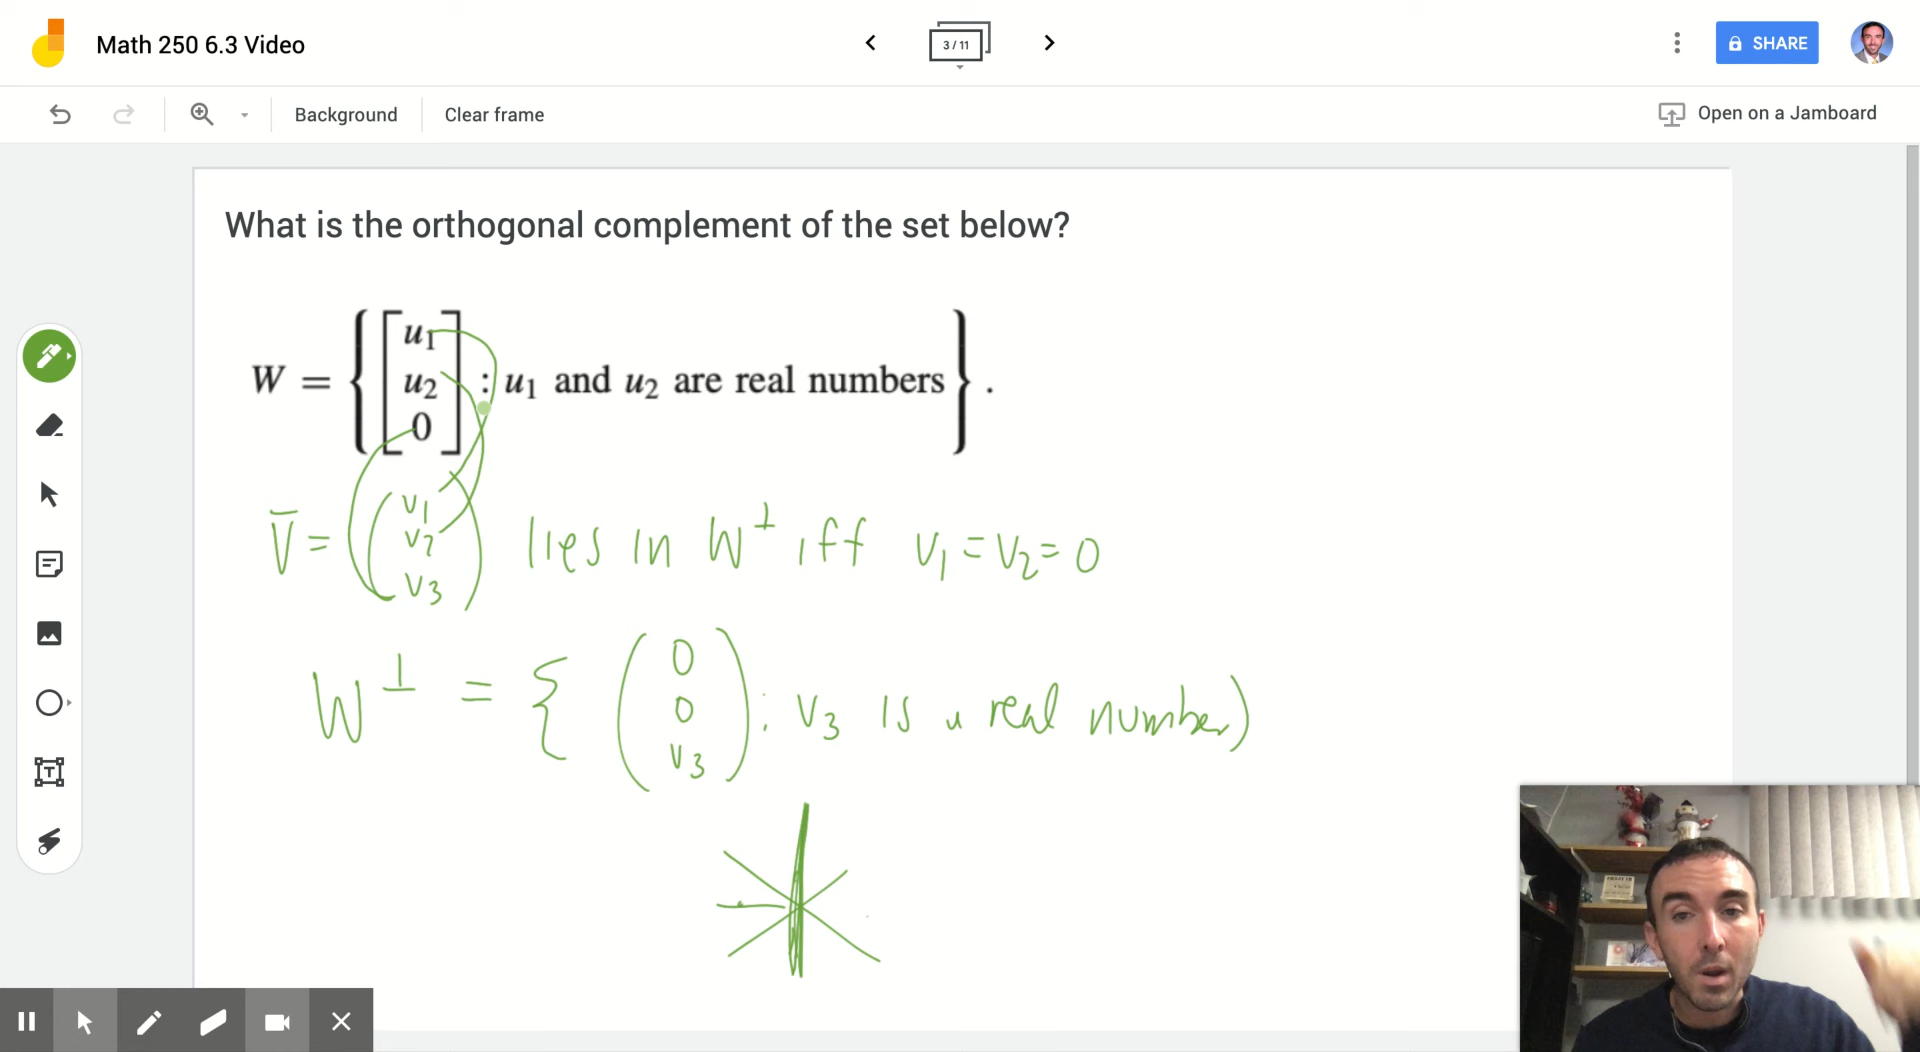 Math 250 6.3 Video
3 / 11
SHARE
Background
Clear frame
Open on a Jamboard
What is the orthogonal complement of the set below?
W = { [ u₁ u₂ 0 ] : u₁ and u₂ are real numbers } .
V̄ = ( v₁ v₂ v₃ ) lies in W⊥ iff v₁ = v₂ = 0
W⊥ = { ( 0 0 v₃ ) : v₃ is a real number )